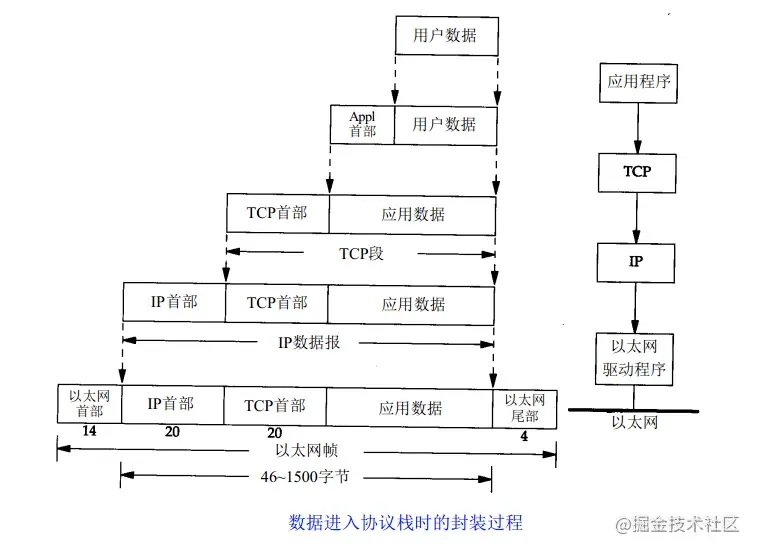 用户数据
Appl
首部
用户数据
应用程序
TCP首部
应用数据
TCP
TCP段
IP首部
TCP首部
应用数据
IP
IP数据报
以太网
驱动程序
以太网
首部
IP首部
TCP首部
应用数据
以太网
尾部
以太网
14
20
20
4
以太网帧
46~1500字节
数据进入协议栈时的封装过程
@掘金技术社区